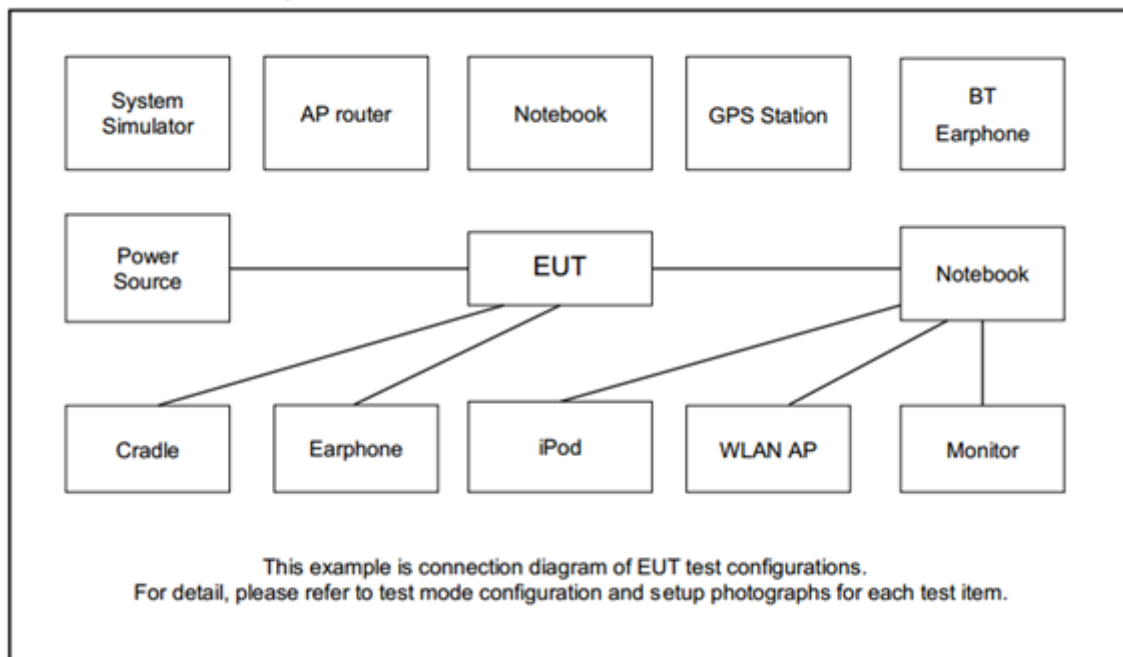 System
Simulator
AP router
Notebook
GPS Station
BT
Earphone
Power
Source
EUT
Notebook
Cradle
Earphone
iPod
WLAN AP
Monitor
This example is connection diagram of EUT test configurations.
For detail, please refer to test mode configuration and setup photographs for each test item.